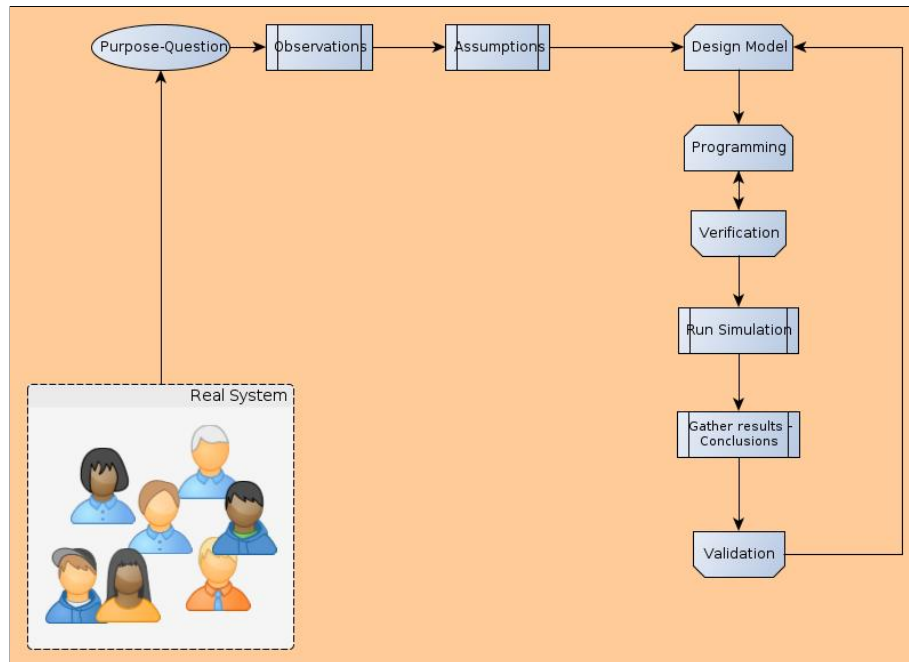 Purpose-Question
Observations
Assumptions
Design Model
Programming
Verification
Run Simulation
Gather results -
Conclusions
Validation
Real System